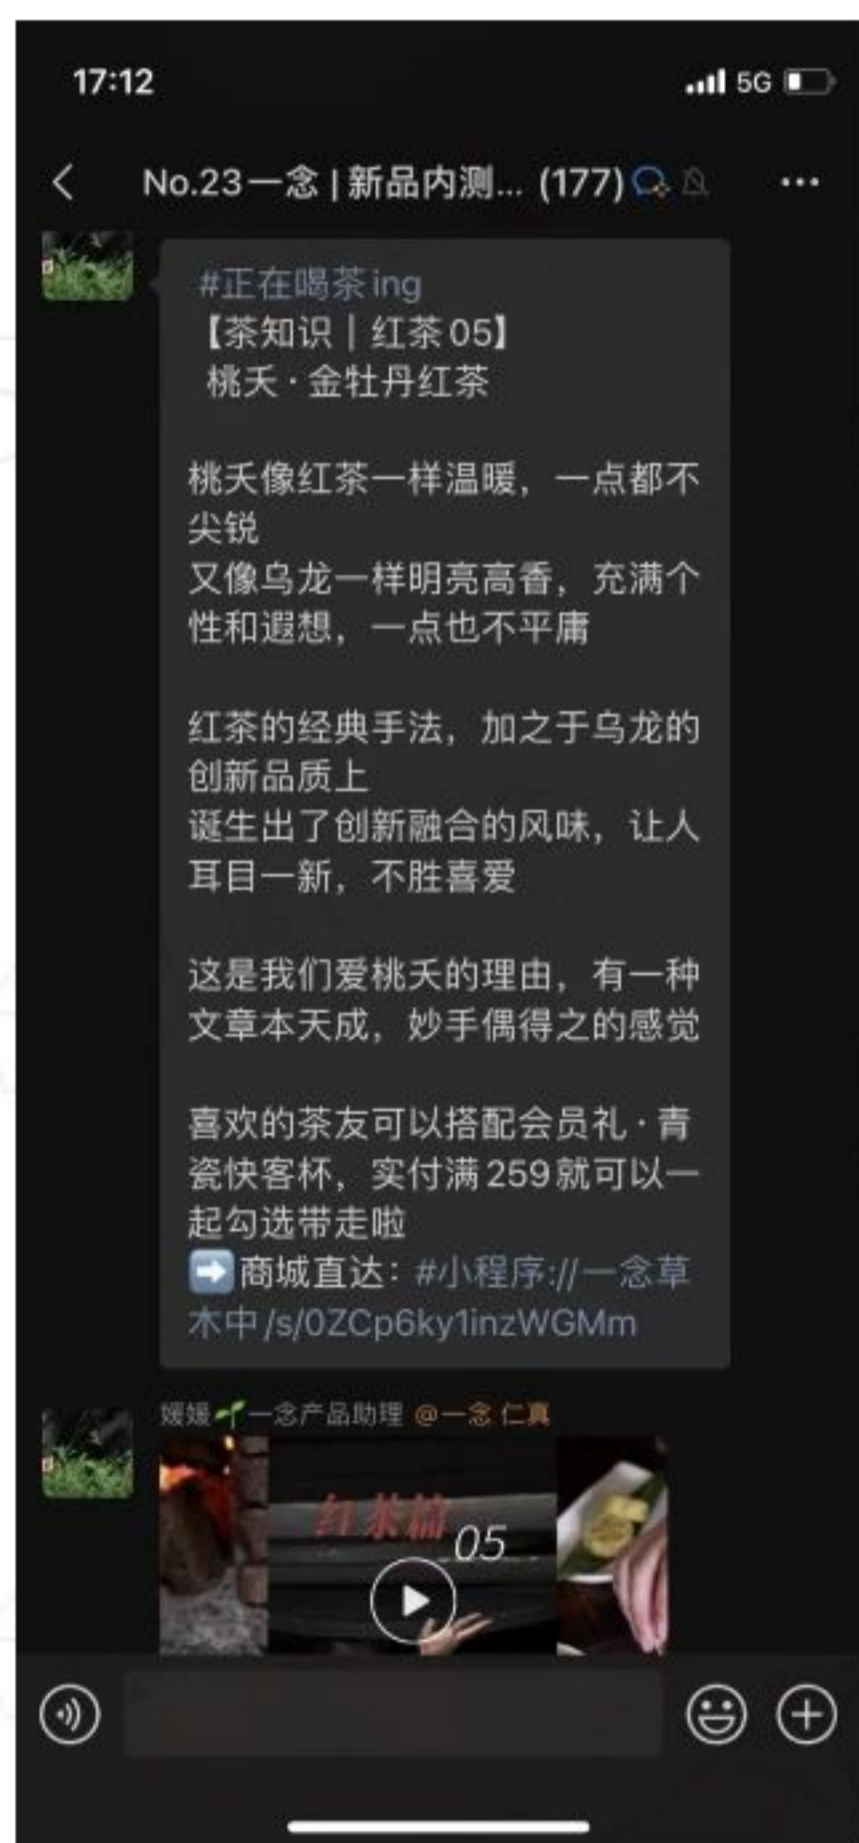 17:12
5G
No.23一念 | 新品内测... (177)
#正在喝茶ing
【茶知识｜红茶05】
桃夭·金牡丹红茶
桃夭像红茶一样温暖，一点都不
尖锐
又像乌龙一样明亮高香，充满个
性和遐想，一点也不平庸
红茶的经典手法，加之于乌龙的
创新品质上
诞生出了创新融合的风味，让人
耳目一新，不胜喜爱
这是我们爱桃夭的理由，有一种
文章本天成，妙手偶得之的感觉
喜欢的茶友可以搭配会员礼·青
瓷快客杯，实付满259就可以一
起勾选带走啦
➡️商城直达：#小程序://一念草
木中/s/0ZCp6ky1inzWGMm
媛媛🌱一念产品助理 @一念 仁真
红茶篇
05